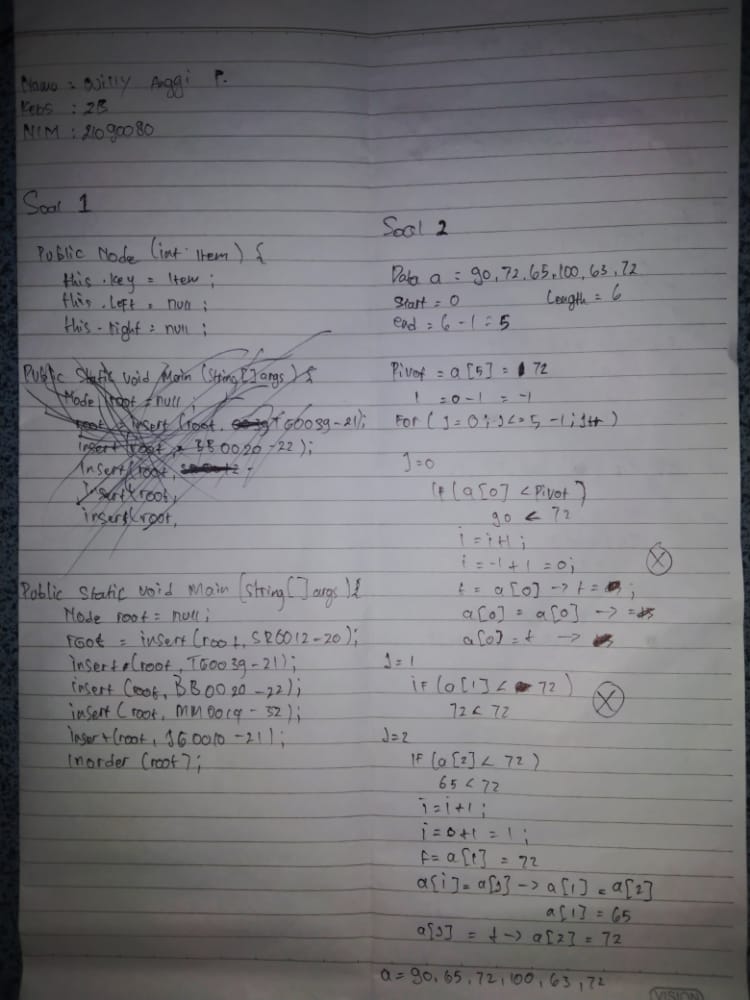 Nama = Willy Anggi P.
Kelas : 2B
NIM : 21090080
Soal 1
Public Node (int item) {
this.key = Item;
this.left = null;
this.right = null;
Public Static Void Main (String[] args) {
Node root = null;
root = insert (root, TG0039-21);
insert (root, BB0020-22);
Insert (root,
Insert (root,
insert (root,
Public Static Void Main (String[] args) {
Node root = null;
root = insert (root, SR6012-20);
insert (root, TG0039-21);
insert (root, BB0020-22);
insert (root, MM0019-32);
Insert (root, JG0010-21);
Inorder (root);
Soal 2
Data a = 90, 72, 65, 100, 63, 72
Start = 0 Length = 6
end = 6 - 1 = 5
Pivot = a[5] = 72
i = 0 - 1 = -1
For (J=0; J<=5-1; J++)
J=0
If (a[0] < Pivot)
90 < 72
i = i+1;
i = -1+1 = 0;
t = a[0] -> t =
a[0] = a[0] -> =
a[0] = t ->
J=1
if (a[1] < 72)
72 < 72
J=2
If (a[2] < 72)
65 < 72
i = i+1;
i = 0+1 = 1;
t = a[1] = 72
a[i] = a[j] -> a[1] = a[2]
a[1] = 65
a[j] = t -> a[2] = 72
a = 90, 65, 72, 100, 63, 72
VISION